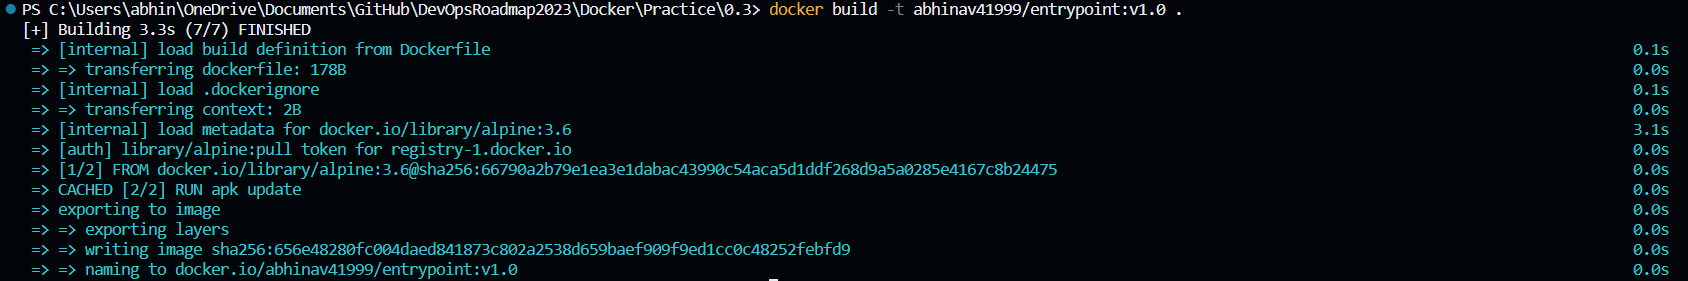 PS C:\Users\abhin\OneDrive\Documents\GitHub\DevOpsRoadmap2023\Docker\Practice\0.3> docker build -t abhinav41999/entrypoint:v1.0 .
[+] Building 3.3s (7/7) FINISHED
=> [internal] load build definition from Dockerfile 0.1s
=> => transferring dockerfile: 178B 0.0s
=> [internal] load .dockerignore 0.1s
=> => transferring context: 2B 0.0s
=> [internal] load metadata for docker.io/library/alpine:3.6 3.1s
=> [auth] library/alpine:pull token for registry-1.docker.io 0.0s
=> [1/2] FROM docker.io/library/alpine:3.6@sha256:66790a2b79e1ea3e1dabac43990c54aca5d1ddf268d9a5a0285e4167c8b24475 0.0s
=> CACHED [2/2] RUN apk update 0.0s
=> exporting to image 0.0s
=> => exporting layers 0.0s
=> => writing image sha256:656e48280fc004daed841873c802a2538d659baef909f9ed1cc0c48252febfd9 0.0s
=> => naming to docker.io/abhinav41999/entrypoint:v1.0 0.0s